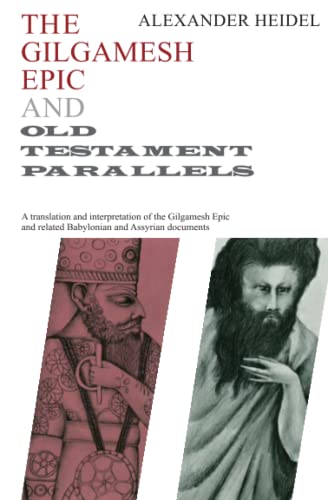 THE
GILGAMESH
EPIC
AND
OLD
TESTAMENT
PARALLELS
ALEXANDER HEIDEL
A translation and interpretation of the Gilgamesh Epic
and related Babylonian and Assyrian documents